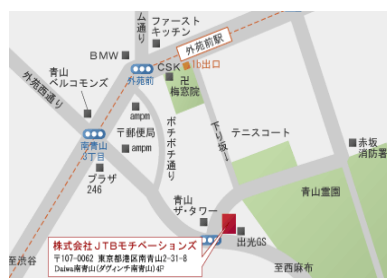 ファースト
キッチン
スタジアム通り
外苑前駅
BMW
CSK
1b出口
外苑前
卍
梅窓院
外苑西通り
青山
ベルコモンズ
ampm
〒郵便局
ampm
南青山
3丁目
プラザ
246
ポチポチ通り
下り坂
テニスコート
赤坂
消防署
青山霊園
青山
ザ・タワー
出光GS
至渋谷
至西麻布
株式会社JTBモチベーションズ
〒107-0062 東京都港区南青山2-31-8
Daiwa南青山(ダヴィンチ南青山)4F